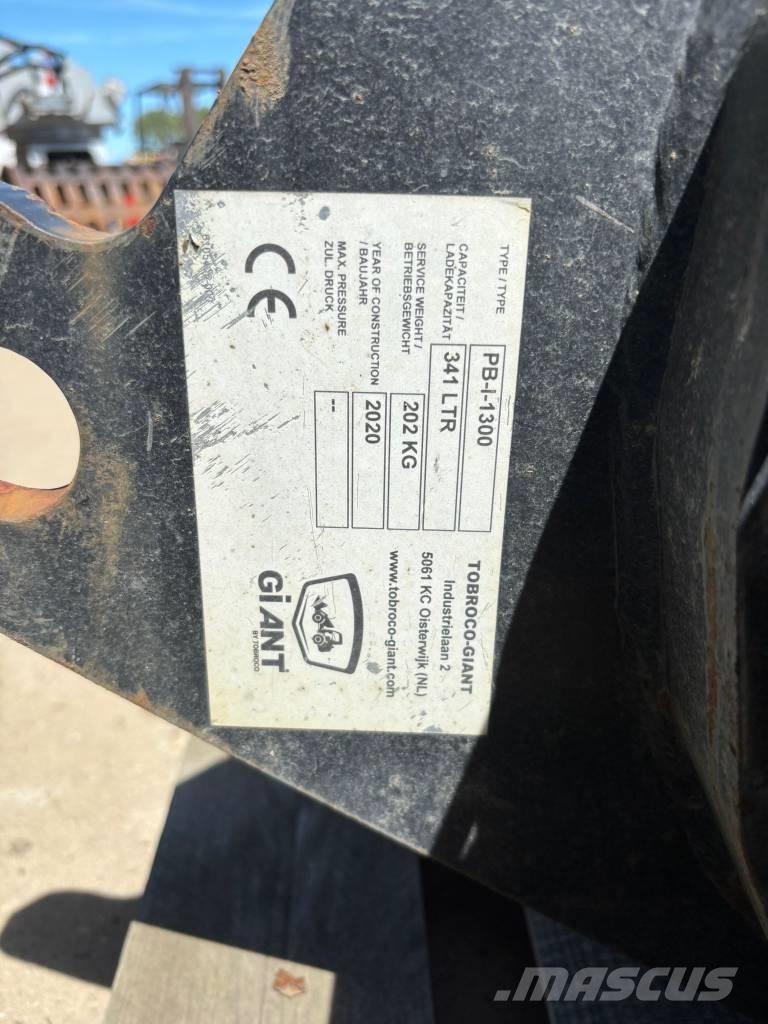 TYPE / TYPE
PB-I-1300
CAPACITEIT /
LADEKAPAZITÄT
341 LTR
SERVICE WEIGHT /
BETRIEBSGEWICHT
202 KG
YEAR OF CONSTRUCTION
/ BAUJAHR
2020
MAX. PRESSURE
ZUL. DRUCK
--
CE
TOBROCO-GIANT
Industrielaan 2
5061 KC Oisterwijk (NL)
www.tobroco-giant.com
GiANT
BY TOBROCO
MASCUS